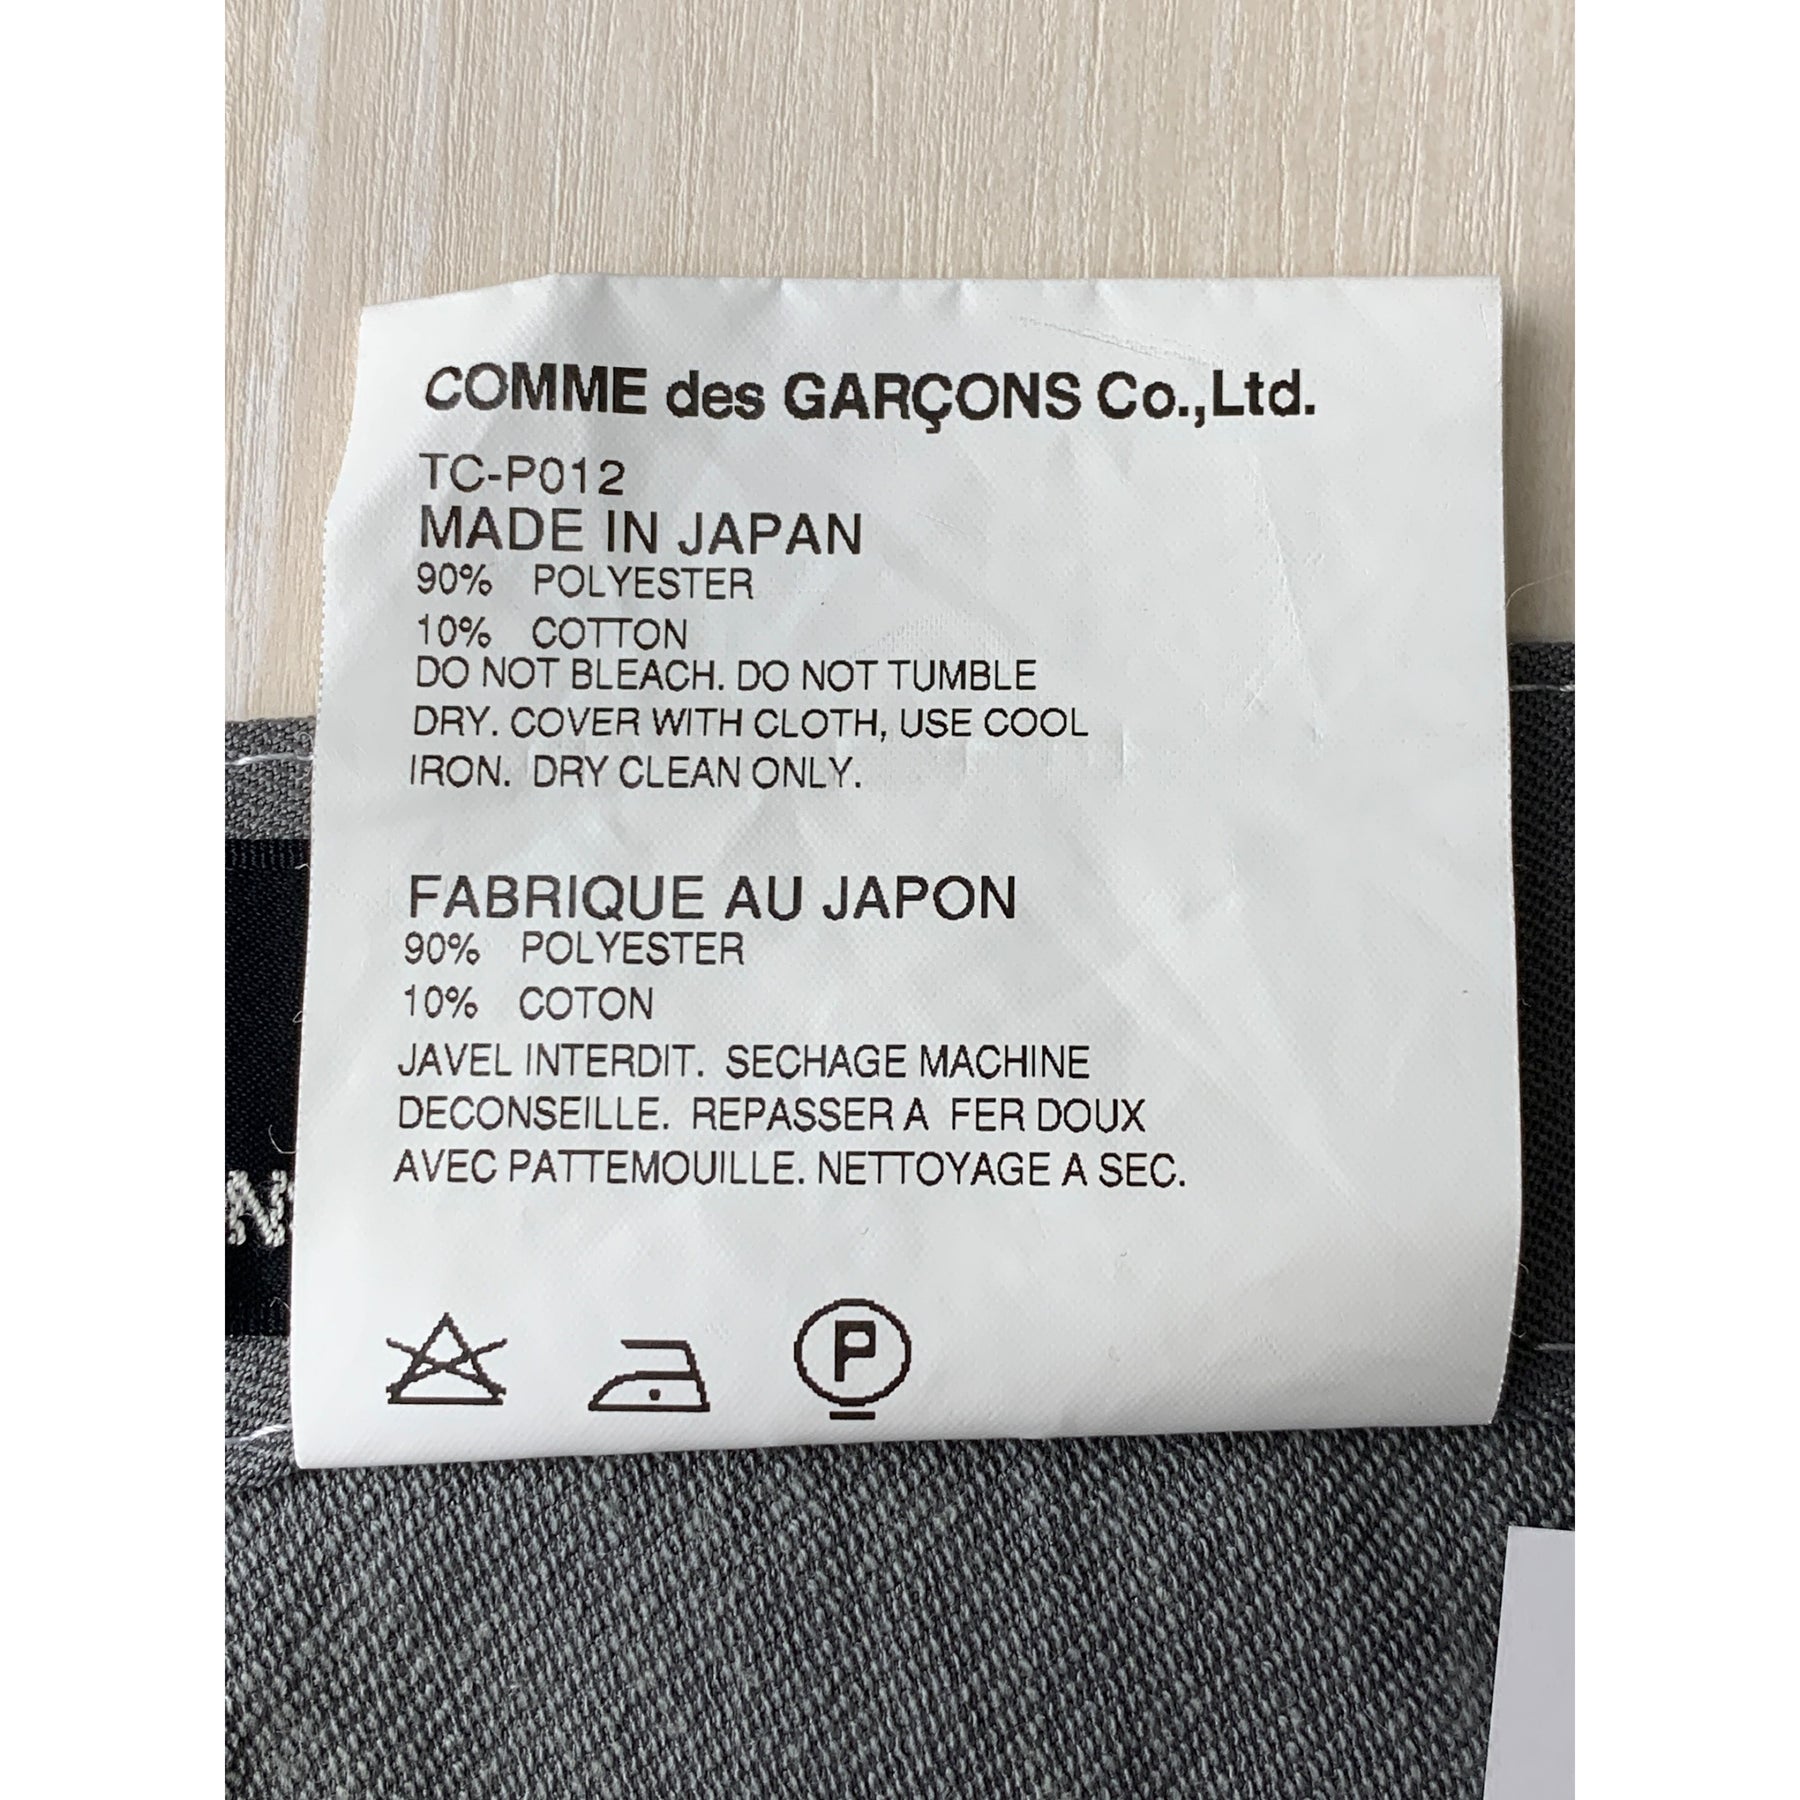 COMME des GARÇONS Co.,Ltd.
TC-P012
MADE IN JAPAN
90% POLYESTER
10% COTTON
DO NOT BLEACH. DO NOT TUMBLE
DRY. COVER WITH CLOTH, USE COOL
IRON. DRY CLEAN ONLY.
FABRIQUE AU JAPON
90% POLYESTER
10% COTON
JAVEL INTERDIT. SECHAGE MACHINE
DECONSEILLE. REPASSER A FER DOUX
AVEC PATTEMOUILLE. NETTOYAGE A SEC.
N
P